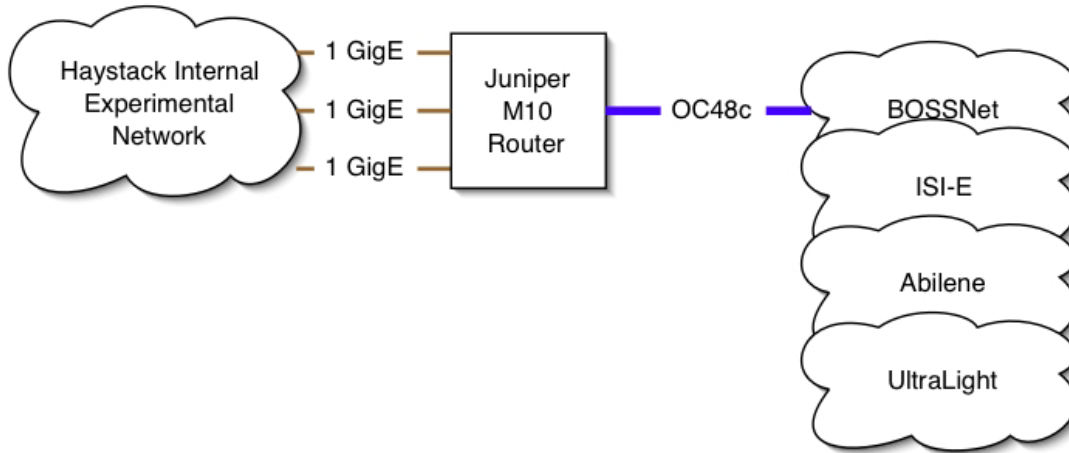 Haystack Internal
Experimental
Network
1 GigE
1 GigE
1 GigE
Juniper
M10
Router
OC48c
BOSSNet
ISI-E
Abilene
UltraLight